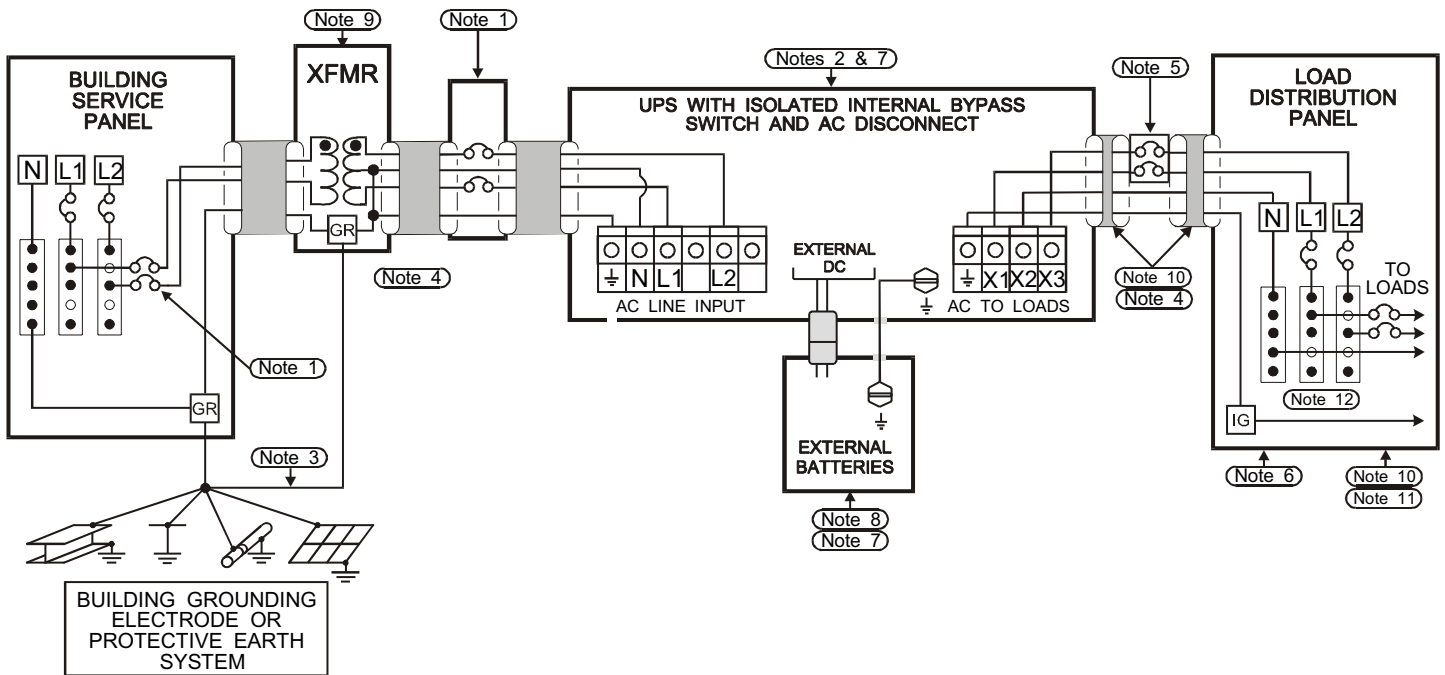 Note 9
Note 1
BUILDING
SERVICE
PANEL
N L1 L2
GR
Note 1
Note 3
BUILDING GROUNDING
ELECTRODE OR
PROTECTIVE EARTH
SYSTEM
XFMR
GR
Note 4
Notes 2 & 7
UPS WITH ISOLATED INTERNAL BYPASS
SWITCH AND AC DISCONNECT
N L1 L2
AC LINE INPUT
EXTERNAL
DC
X1 X2 X3
AC TO LOADS
EXTERNAL
BATTERIES
Note 8
Note 7
Note 5
Note 10
Note 4
LOAD
DISTRIBUTION
PANEL
N L1 L2
TO
LOADS
Note 12
IG
Note 6
Note 10
Note 11